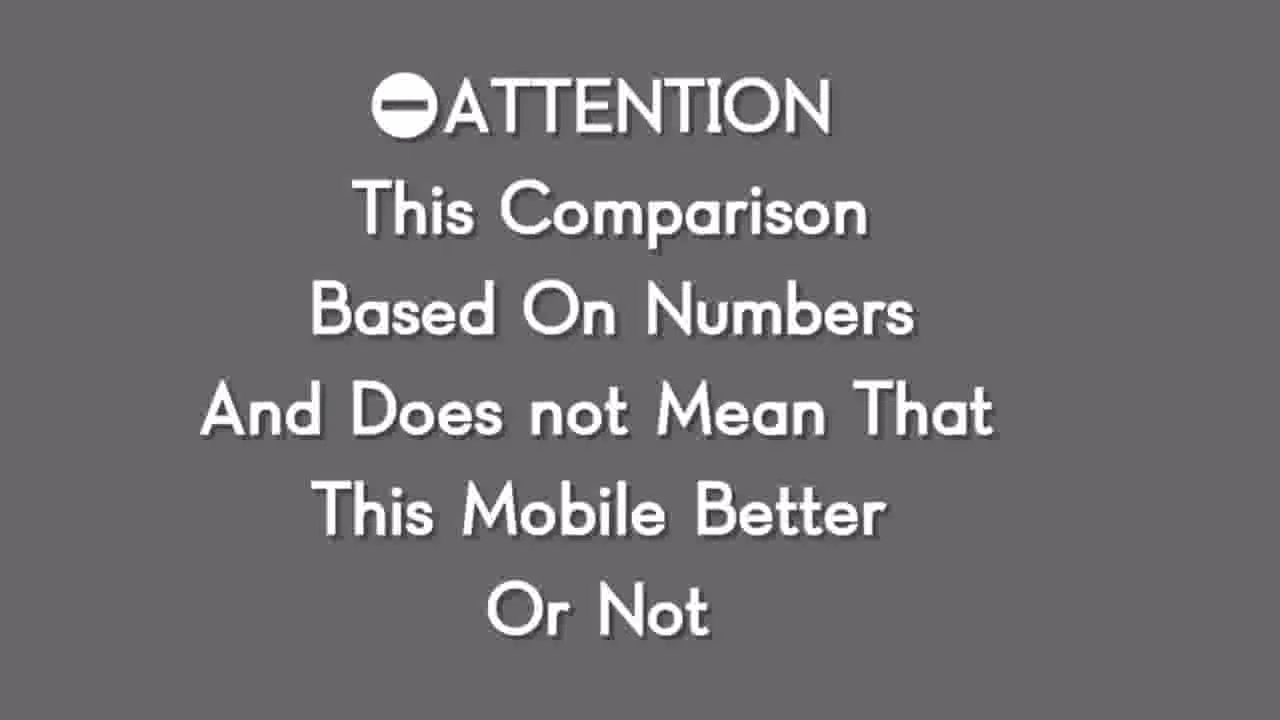 ⛔ATTENTION
This Comparison
Based On Numbers
And Does not Mean That
This Mobile Better
Or Not